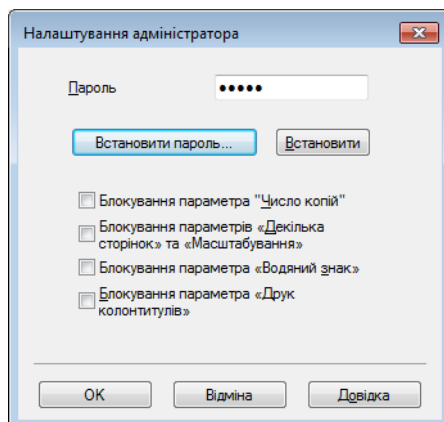 Налаштування адміністратора
Пароль
•••••
Встановити пароль...
Встановити
Блокування параметра "Число копій"
Блокування параметрів «Декілька
сторінок» та «Масштабування»
Блокування параметра «Водяний знак»
Блокування параметра «Друк
колонтитулів»
OK
Відміна
Довідка